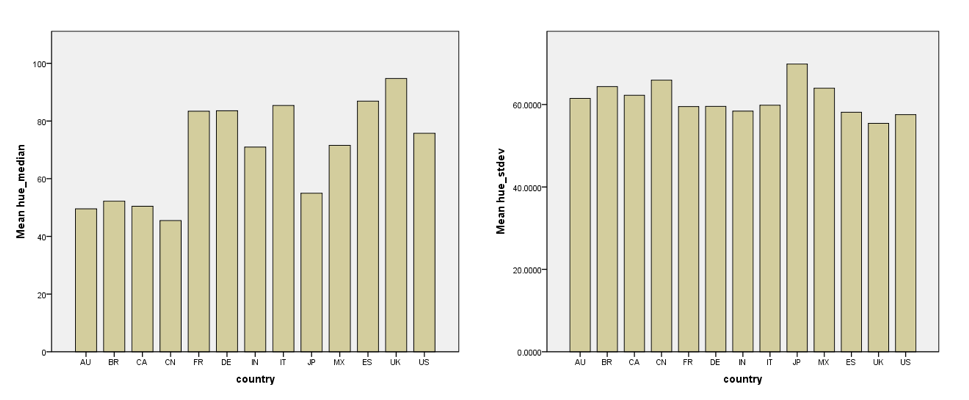 Mean hue_median
100
80
60
40
20
0
AU BR CA CN FR DE IN IT JP MX ES UK US
country
Mean hue_stdev
60.0000
40.0000
20.0000
0.0000
AU BR CA CN FR DE IN IT JP MX ES UK US
country